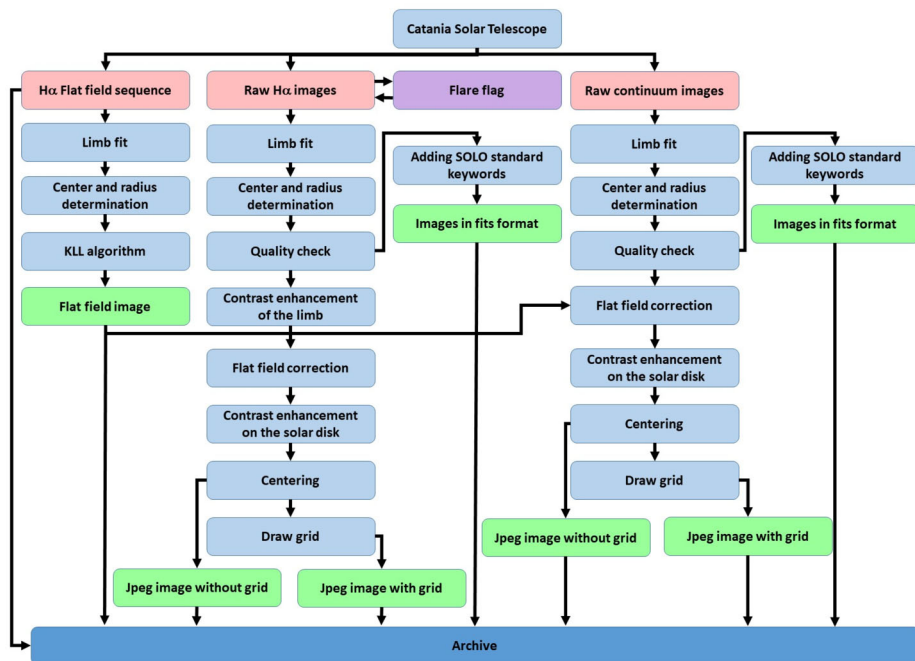 Catania Solar Telescope
Hα Flat field sequence
Raw Hα images
Flare flag
Raw continuum images
Limb fit
Limb fit
Adding SOLO standard
keywords
Limb fit
Adding SOLO standard
keywords
Center and radius
determination
Center and radius
determination
Images in fits format
Center and radius
determination
Images in fits format
KLL algorithm
Quality check
Quality check
Flat field image
Contrast enhancement
of the limb
Flat field correction
Flat field correction
Contrast enhancement
on the solar disk
Contrast enhancement
on the solar disk
Centering
Centering
Draw grid
Draw grid
Jpeg image without grid
Jpeg image with grid
Jpeg image without grid
Jpeg image with grid
Archive